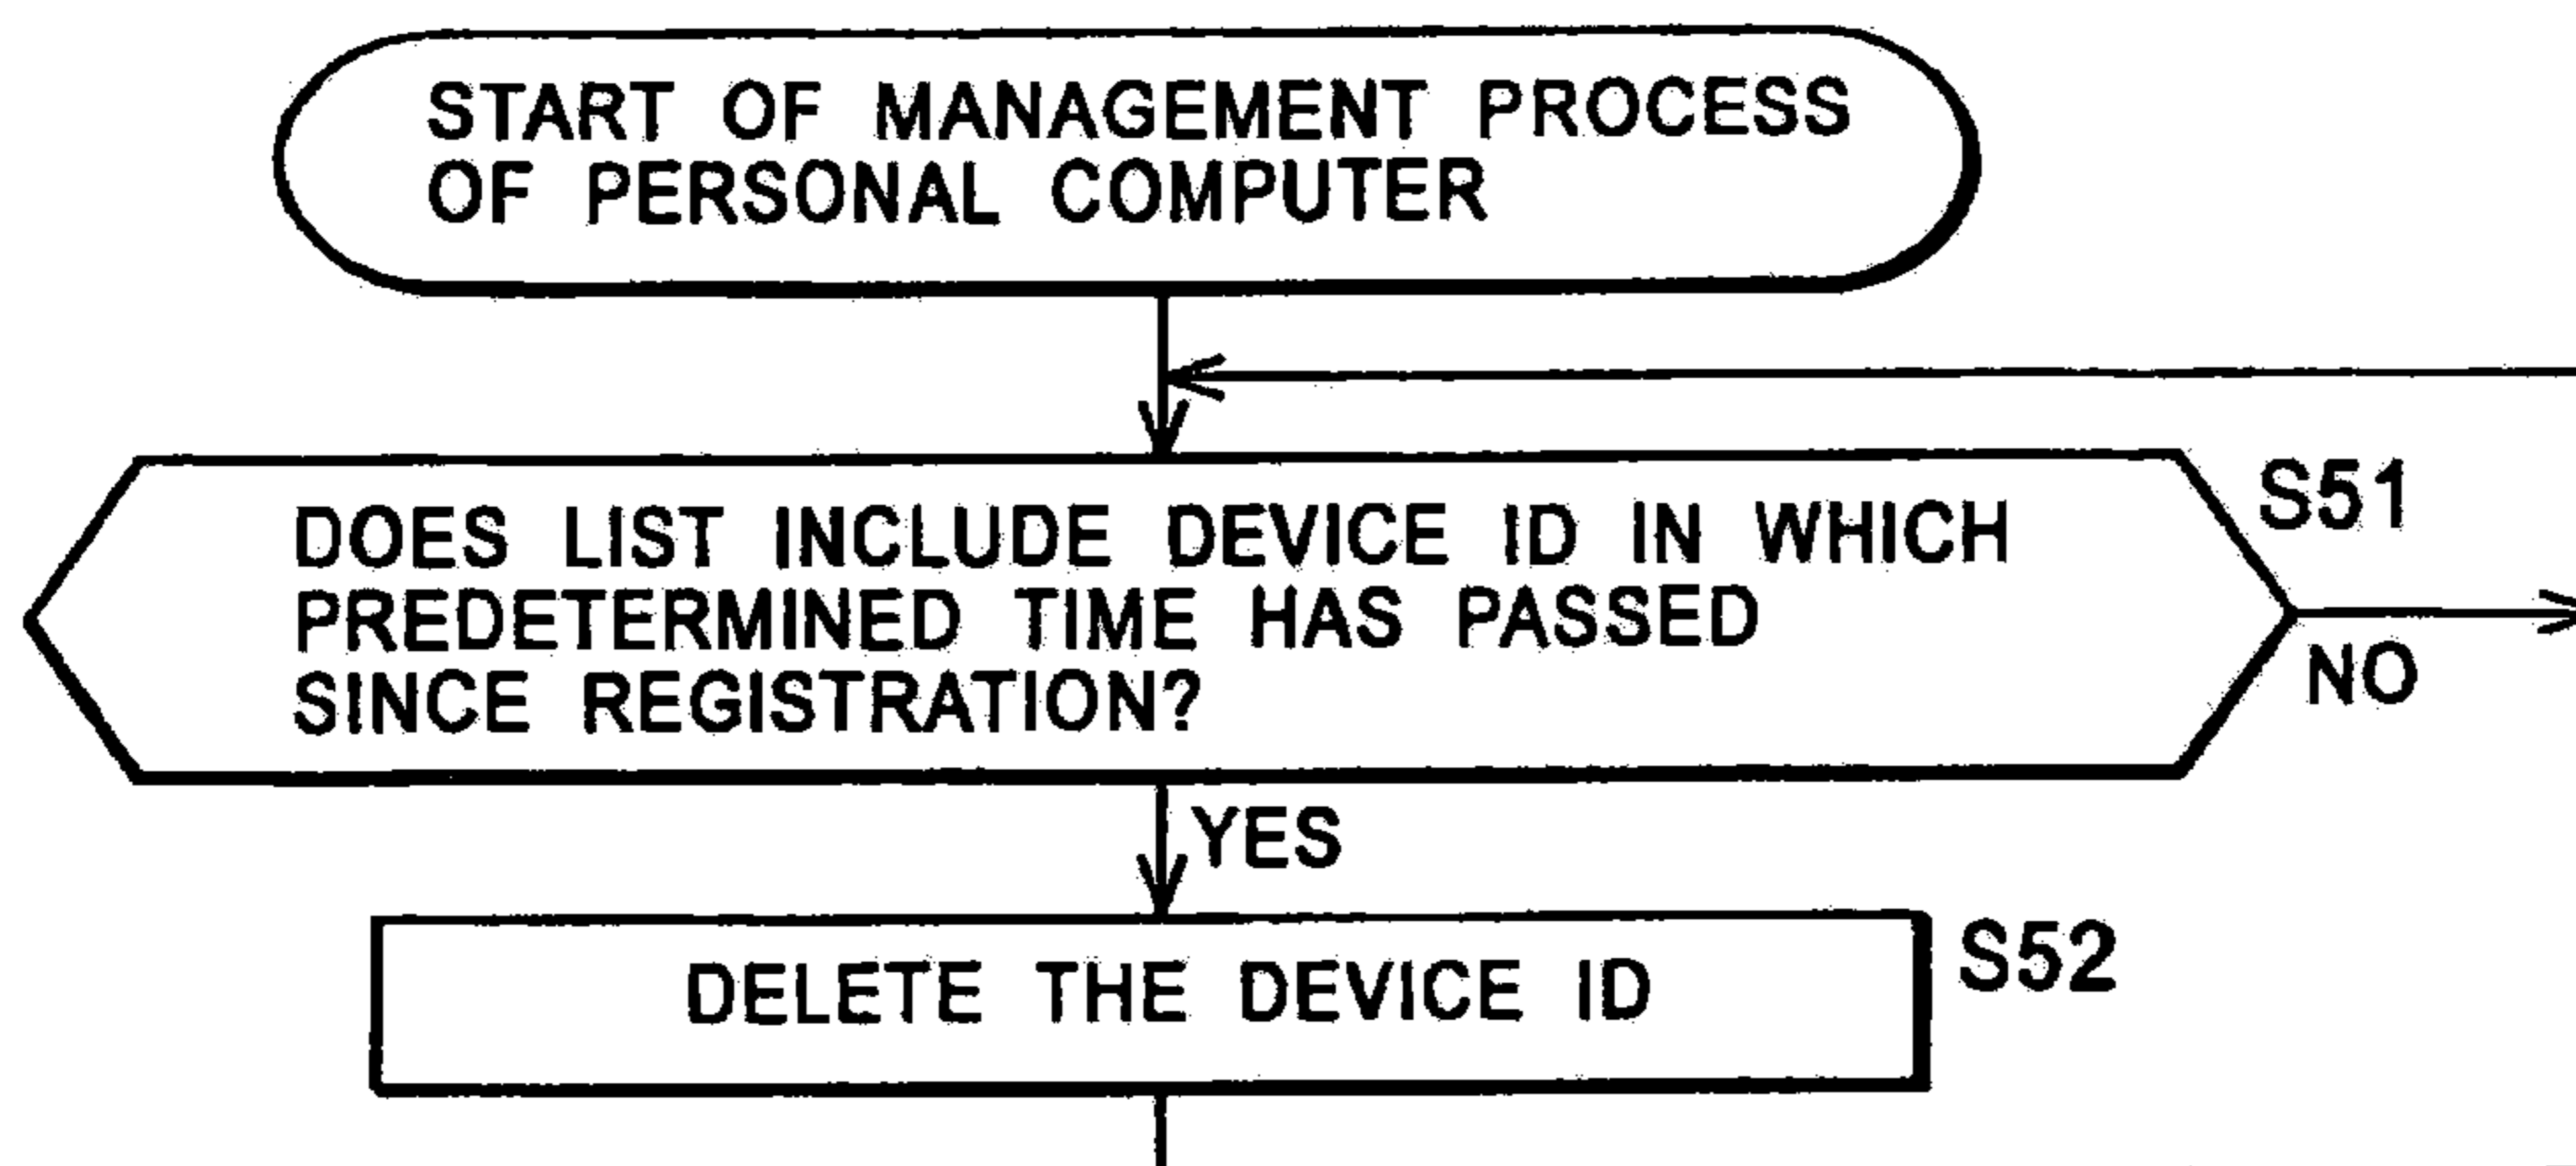 START OF MANAGEMENT PROCESS
OF PERSONAL COMPUTER
DOES LIST INCLUDE DEVICE ID IN WHICH
PREDETERMINED TIME HAS PASSED
SINCE REGISTRATION?
S51
NO
YES
DELETE THE DEVICE ID
S52